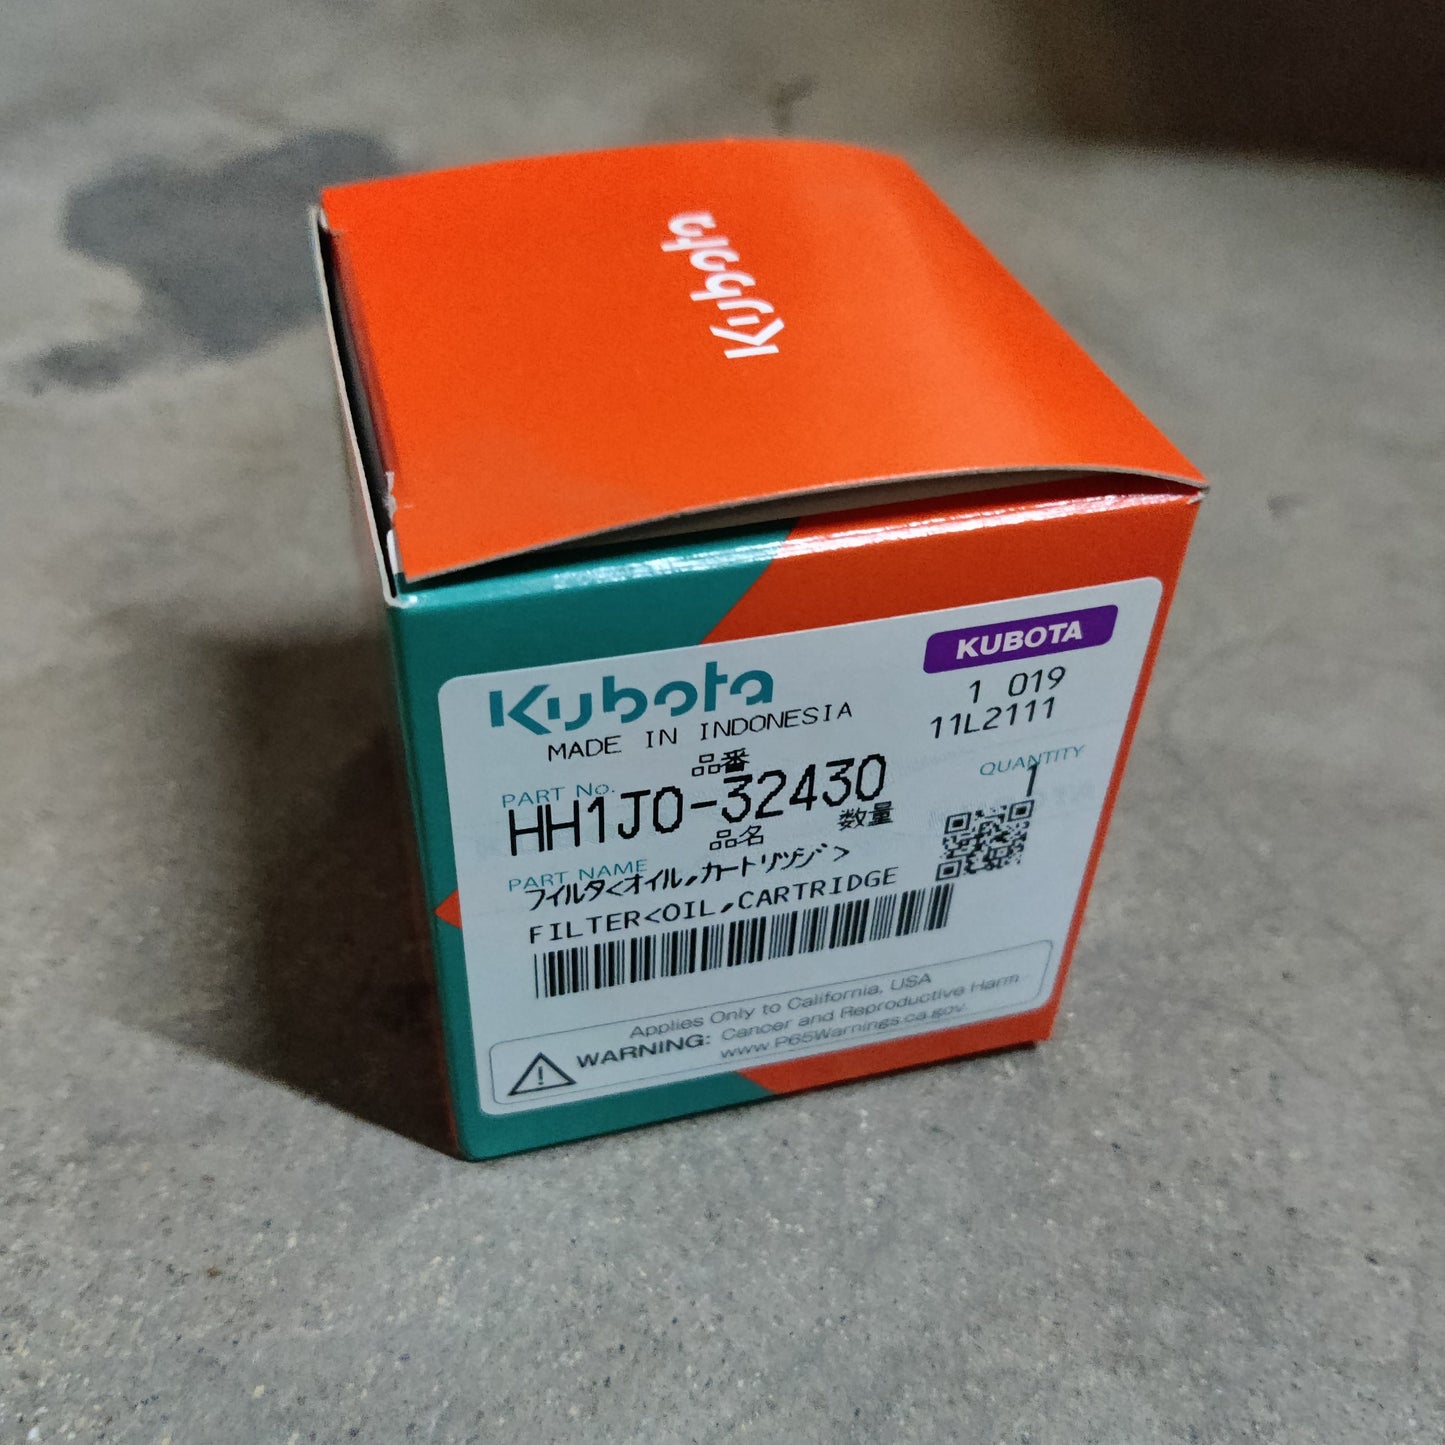 Kubota
Kubota
KUBOTA
MADE IN INDONESIA
1 019
11L2111
品番
PART No.
HH1J0-32430
QUANTITY
1
品名
数量
PART NAME
フィルタ<オイル,カートリッジ>
FILTER<OIL,CARTRIDGE
Applies Only to California, USA
WARNING: Cancer and Reproductive Harm
www.P65Warnings.ca.gov.